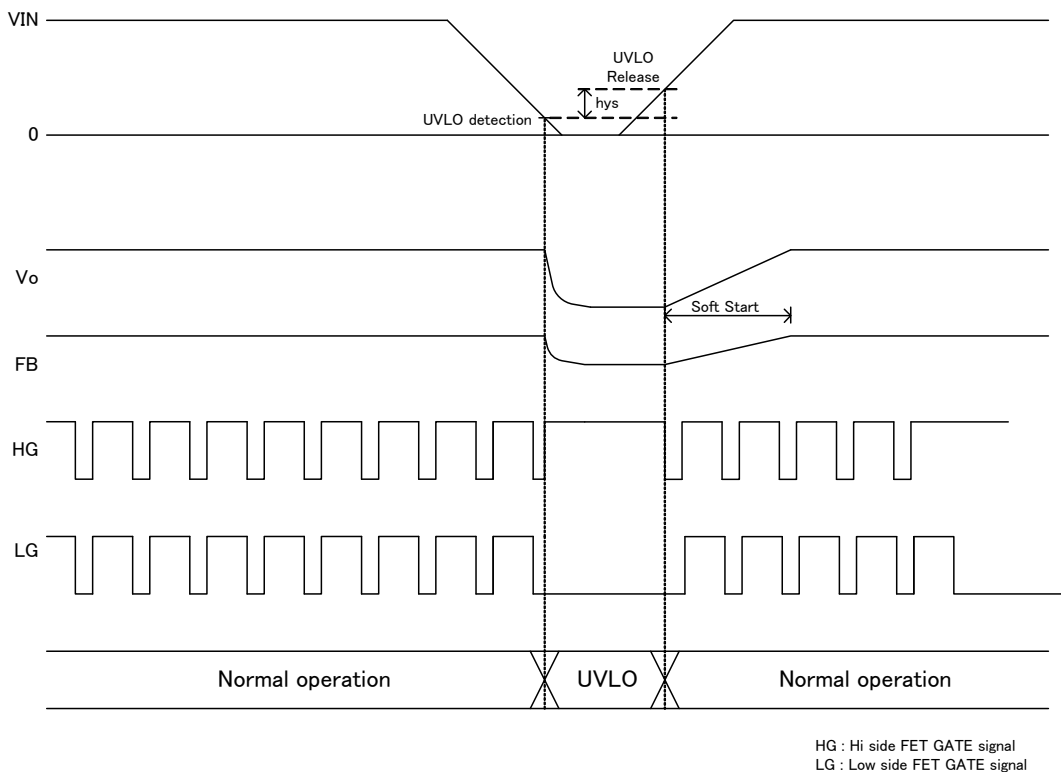 VIN
UVLO
Release
hys
UVLO detection
0
Vo
Soft Start
FB
HG
LG
Normal operation
UVLO
Normal operation
HG : Hi side FET GATE signal
LG : Low side FET GATE signal